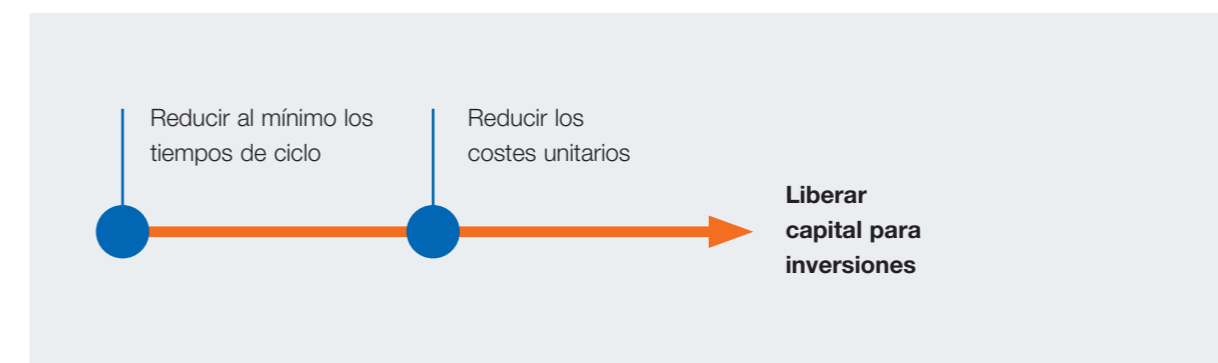 Reducir al mínimo los
tiempos de ciclo
Reducir los
costes unitarios
Liberar
capital para
inversiones